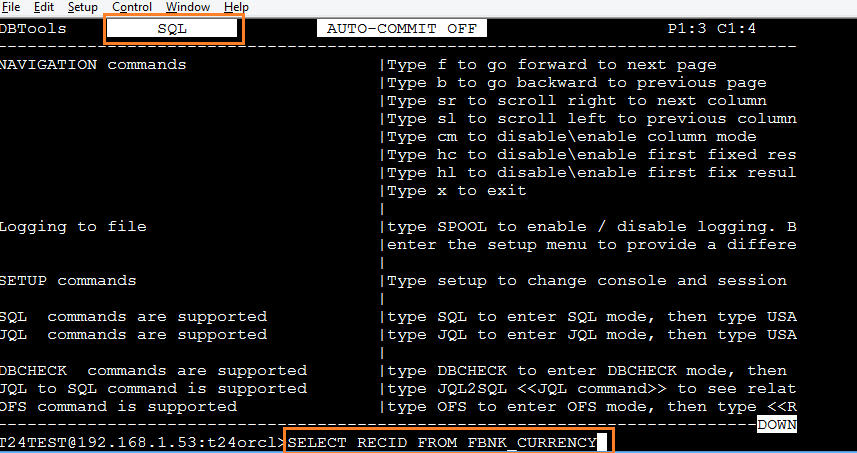 File Edit Setup Control Window Help
DBTools SQL AUTO-COMMIT OFF P1:3 C1:4
NAVIGATION commands |Type f to go forward to next page
|Type b to go backward to previous page
|Type sr to scroll right to next column
|Type sl to scroll left to previous column
|Type cm to disable\enable column mode
|Type hc to disable\enable first fixed res
|Type hl to disable\enable first fix resul
|Type x to exit
|
Logging to file |type SPOOL to enable / disable logging. B
|enter the setup menu to provide a differe
|
SETUP commands |Type setup to change console and session
|
SQL commands are supported |type SQL to enter SQL mode, then type USA
JQL commands are supported |type JQL to enter JQL mode, then type USA
|
DBCHECK commands are supported |type DBCHECK to enter DBCHECK mode, then
JQL to SQL command is supported |type JQL2SQL <<JQL command>> to see relat
OFS command is supported |type OFS to enter OFS mode, then type <<R
DOWN
T24TEST@192.168.1.53:t24orcl>SELECT RECID FROM FBNK_CURRENCY